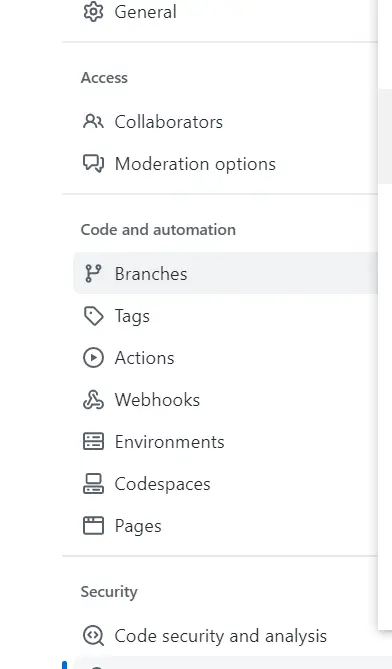 General
Access
Collaborators
Moderation options
Code and automation
Branches
Tags
Actions
Webhooks
Environments
Codespaces
Pages
Security
Code security and analysis